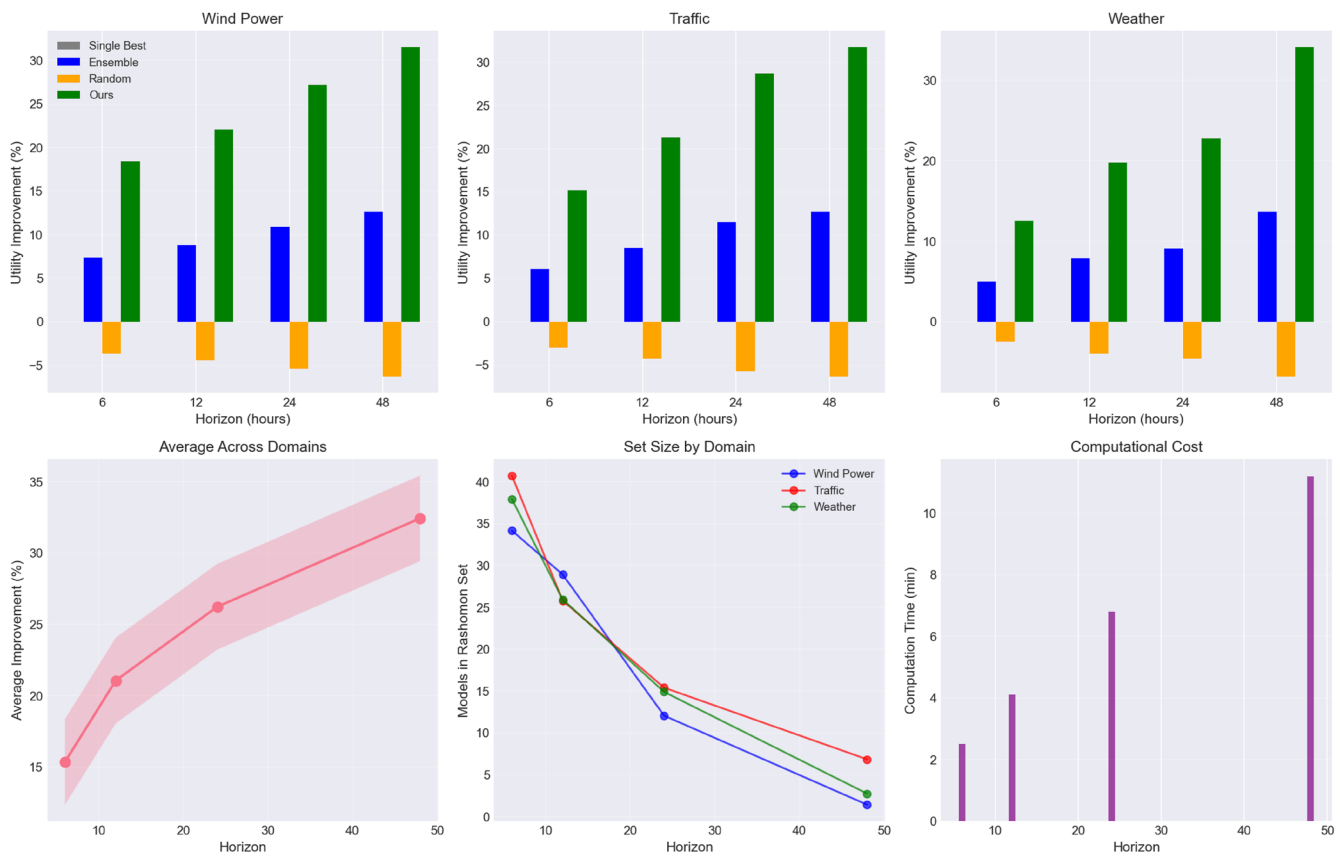 Wind Power
Single Best
Ensemble
Random
Ours
Utility Improvement (%)
30
25
20
15
10
5
0
−5
6 12 24 48
Horizon (hours)
Traffic
Utility Improvement (%)
30
25
20
15
10
5
0
−5
6 12 24 48
Horizon (hours)
Weather
Utility Improvement (%)
30
20
10
0
6 12 24 48
Horizon (hours)
Average Across Domains
Average Improvement (%)
35
30
25
20
15
10 20 30 40 50
Horizon
Set Size by Domain
Wind Power
Traffic
Weather
Models in Rashomon Set
40
35
30
25
20
15
10
5
0
10 20 30 40 50
Horizon
Computational Cost
Computation Time (min)
10
8
6
4
2
0
10 20 30 40 50
Horizon